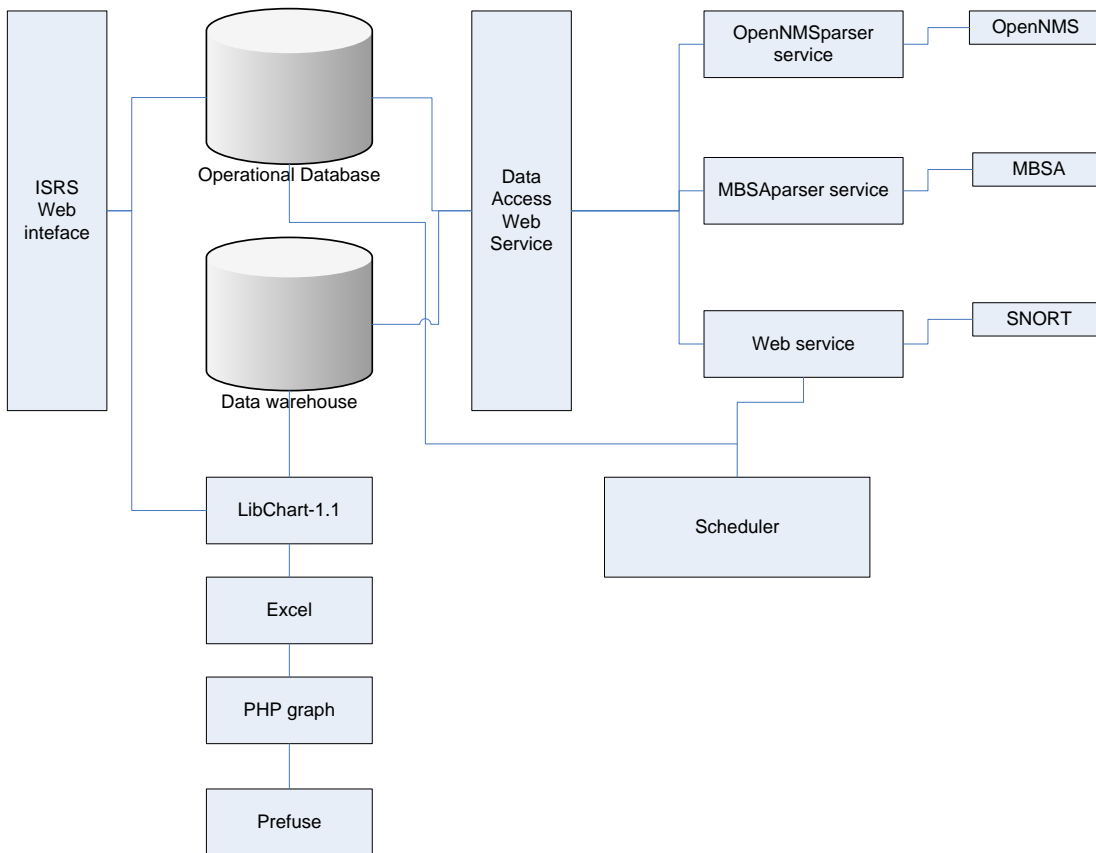 OpenNMSparser
service
OpenNMS
Operational Database
ISRS
Web
inteface
Data
Access
Web
Service
MBSAparser service
MBSA
Data warehouse
Web service
SNORT
LibChart-1.1
Scheduler
Excel
PHP graph
Prefuse